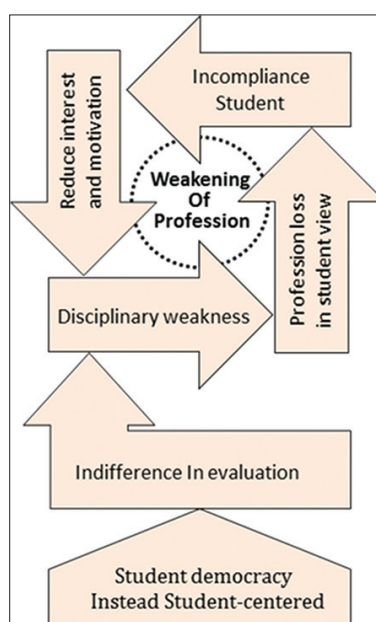 Incompliance
Student
Reduce interest
and motivation
Weakening
Of
Profession
Profession loss
in student view
Disciplinary weakness
Indifference In evaluation
Student democracy
Instead Student-centered